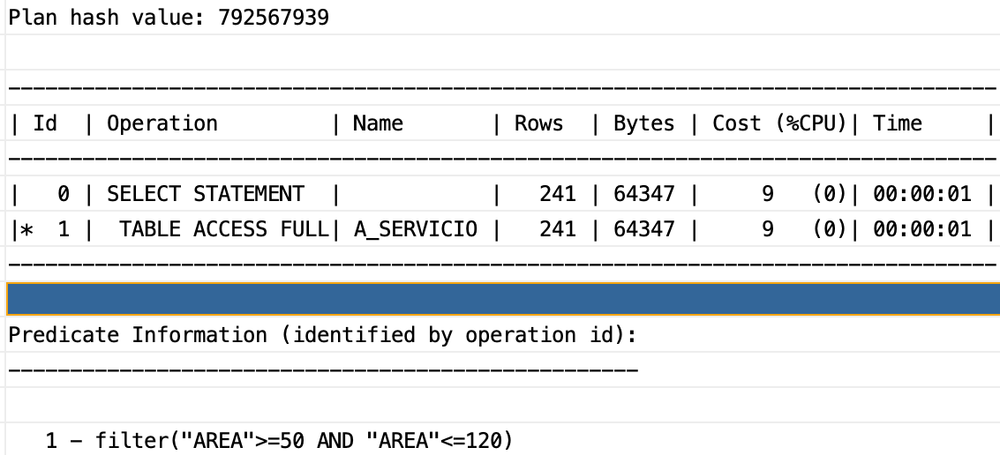 Plan hash value: 792567939
--------------------------------------------------------------------------------
| Id  | Operation         | Name       | Rows  | Bytes | Cost (%CPU)| Time     |
--------------------------------------------------------------------------------
|   0 | SELECT STATEMENT  |            |   241 | 64347 |     9   (0)| 00:00:01 |
|*  1 |  TABLE ACCESS FULL| A_SERVICIO |   241 | 64347 |     9   (0)| 00:00:01 |
--------------------------------------------------------------------------------
Predicate Information (identified by operation id):
---------------------------------------------------
   1 - filter("AREA">=50 AND "AREA"<=120)